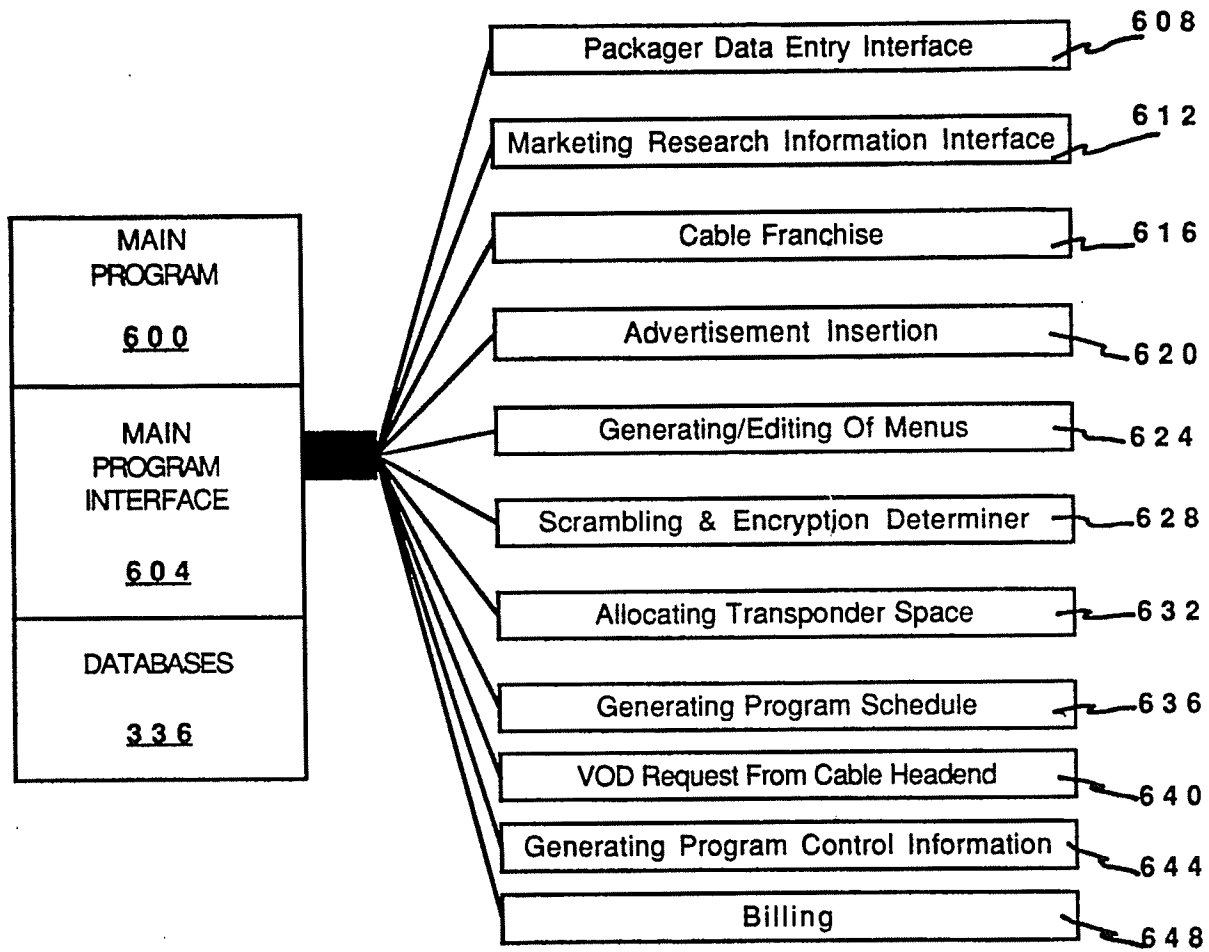 MAIN
PROGRAM
600
MAIN
PROGRAM
INTERFACE
604
DATABASES
336
Packager Data Entry Interface
608
Marketing Research Information Interface
612
Cable Franchise
616
Advertisement Insertion
620
Generating/Editing Of Menus
624
Scrambling & Encryption Determiner
628
Allocating Transponder Space
632
Generating Program Schedule
636
VOD Request From Cable Headend
640
Generating Program Control Information
644
Billing
648